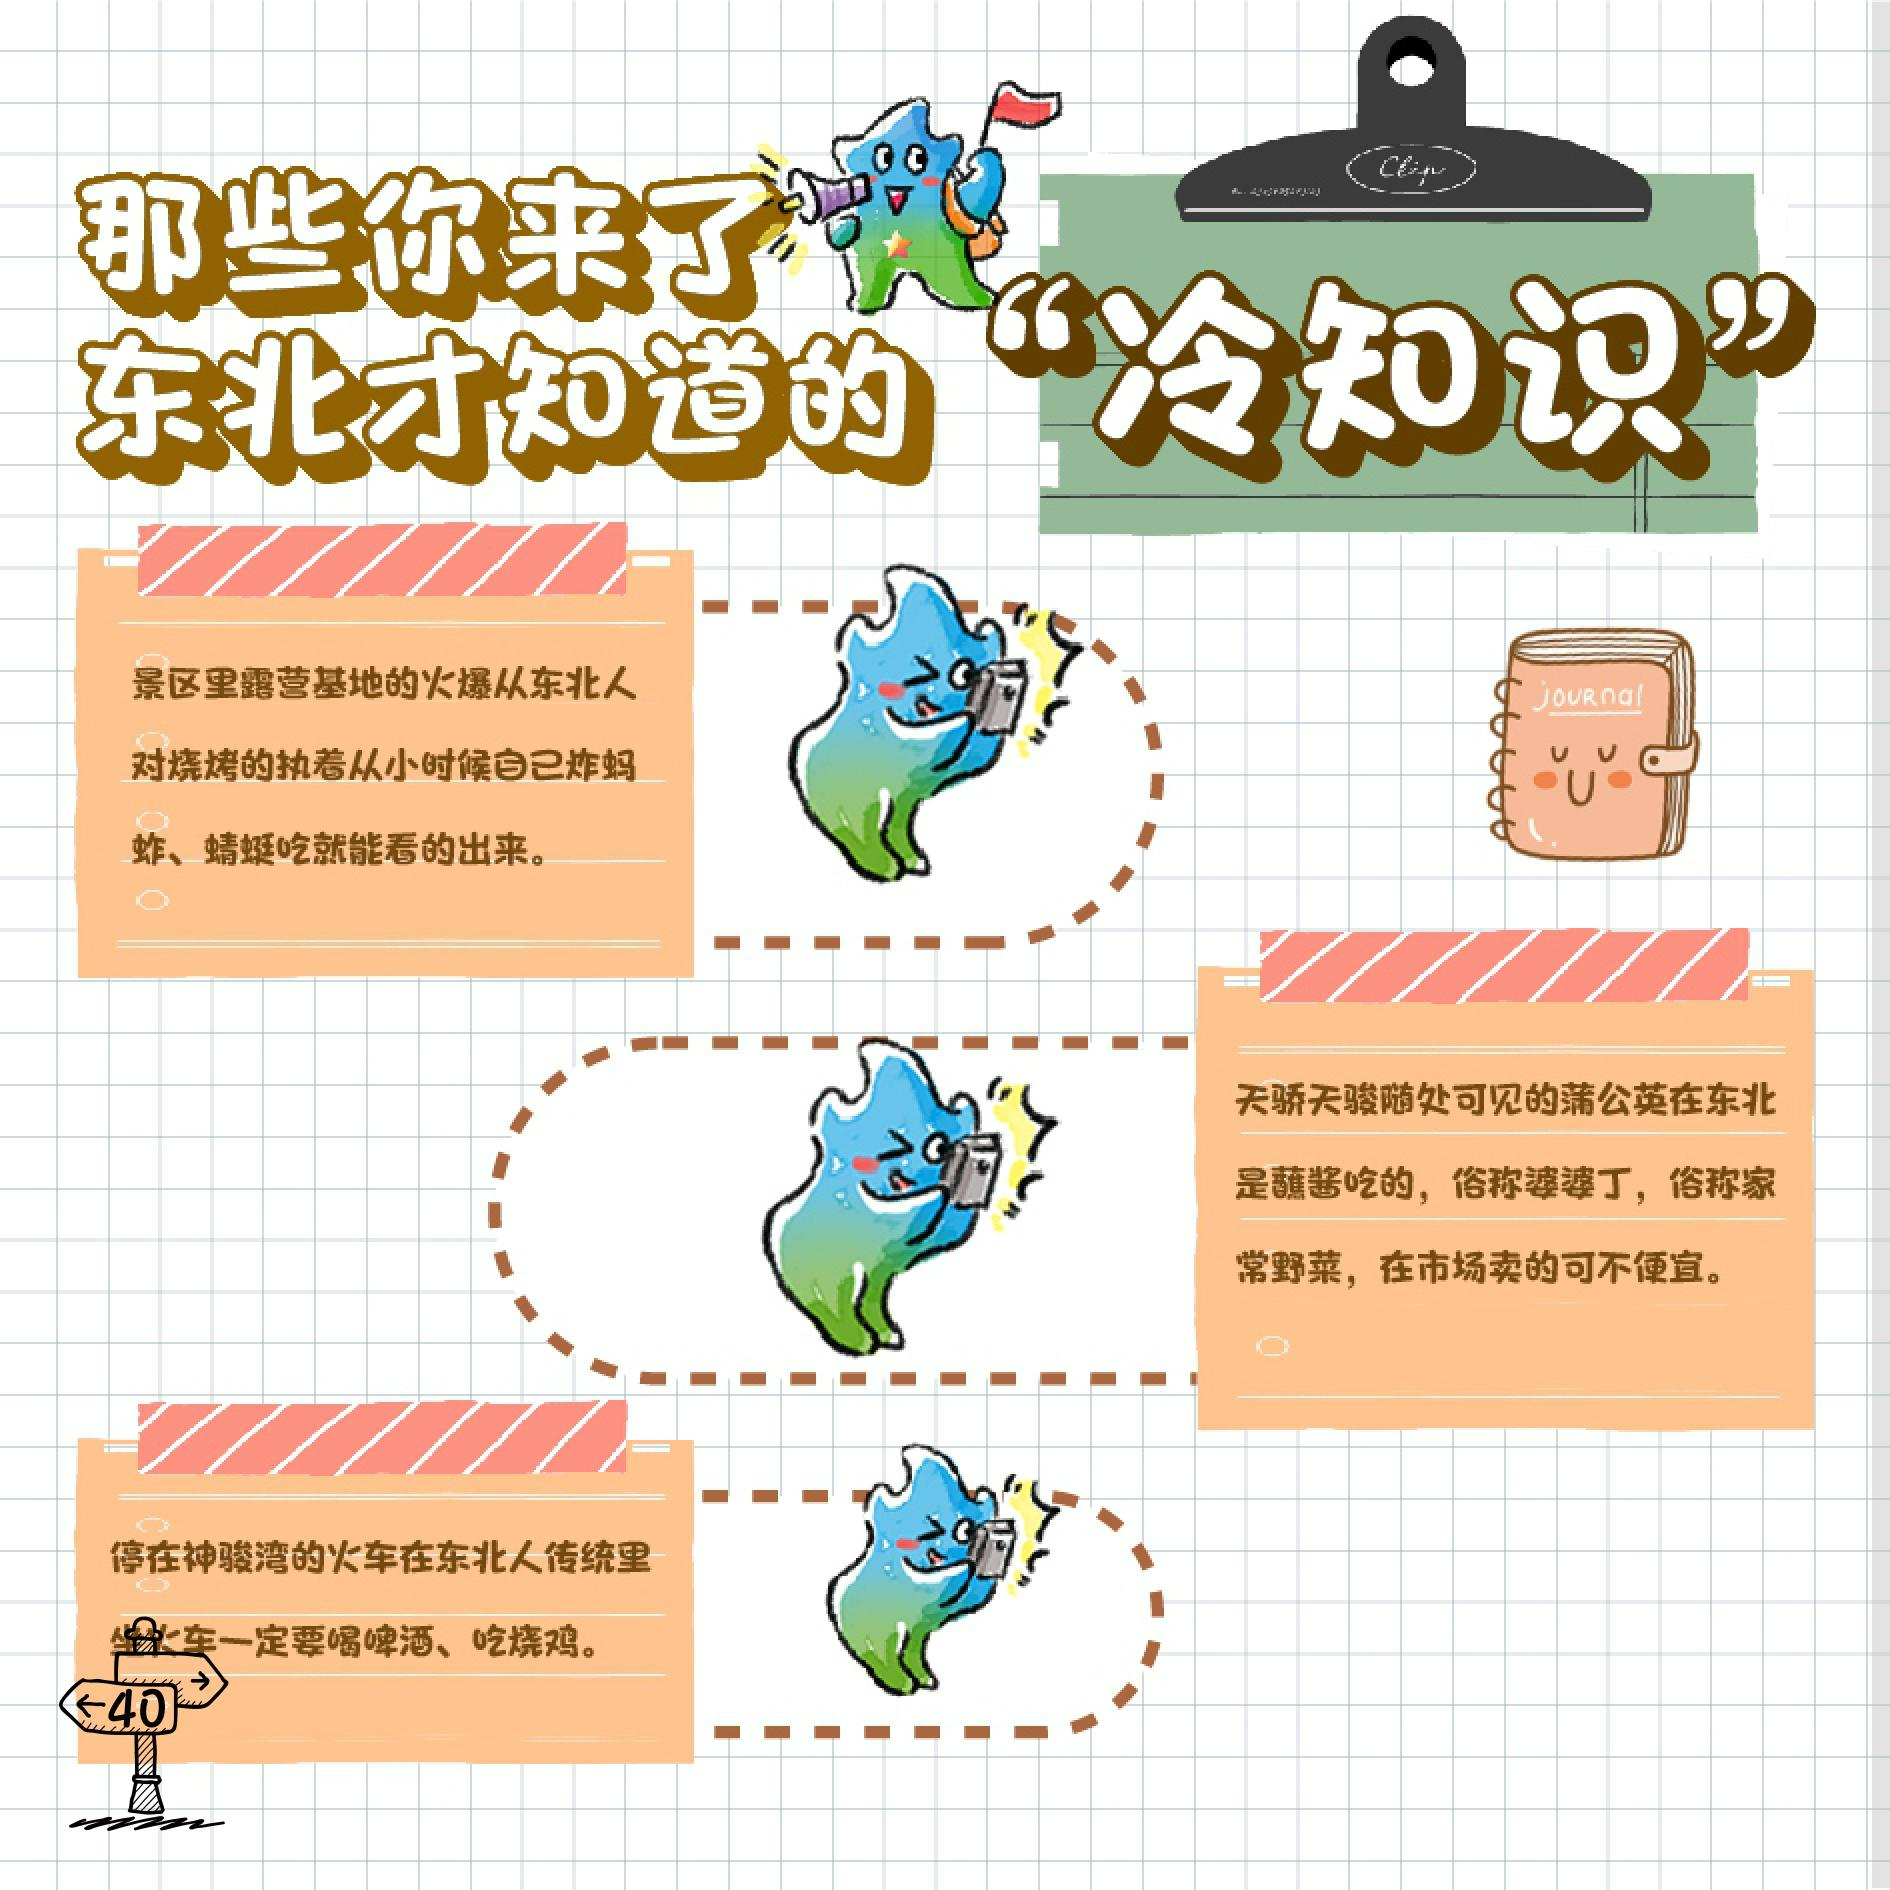 那些你来了
东北才知道的
“冷知识”
Clip
景区里露营基地的火爆从东北人
对烧烤的执着从小时候自己炸蚂
蚱、蜻蜓吃就能看的出来。
journal
天骄天骏随处可见的蒲公英在东北
是蘸酱吃的，俗称婆婆丁，俗称家
常野菜，在市场卖的可不便宜。
停在神骏湾的火车在东北人传统里
坐火车一定要喝啤酒、吃烧鸡。
40